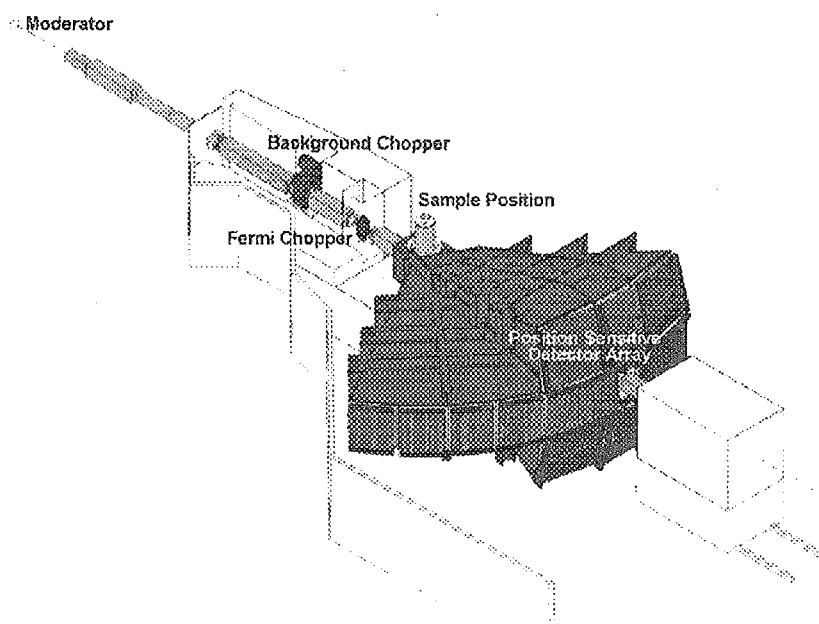 Moderator
Background Chopper
Sample Position
Fermi Chopper
Position Sensitive
Detector Array